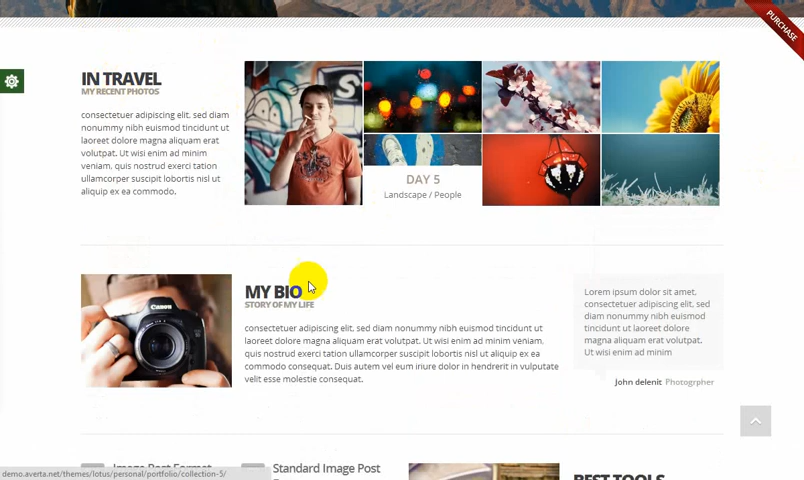 PURCHASE
IN TRAVEL
MY RECENT PHOTOS
consectetuer adipiscing elit, sed diam
nonummy nibh euismod tincidunt ut
laoreet dolore magna aliquam erat
volutpat. Ut wisi enim ad minim
veniam, quis nostrud exerci tation
ullamcorper suscipit lobortis nisl ut
aliquip ex ea commodo.
DAY 5
Landscape / People
Canon
MY BIO
STORY OF MY LIFE
consectetuer adipiscing elit, sed diam nonummy nibh euismod tincidunt ut
laoreet dolore magna aliquam erat volutpat. Ut wisi enim ad minim veniam,
quis nostrud exerci tation ullamcorper suscipit lobortis nisl ut aliquip ex ea
commodo consequat. Duis autem vel eum iriure dolor in hendrerit in vulputate
velit esse molestie consequat.
Lorem ipsum dolor sit amet,
consectetuer adipiscing elit, sed
diam nonummy nibh euismod
tincidunt ut laoreet dolore
magna aliquam erat volutpat.
Ut wisi enim ad minim
John delenit Photogrpher
Image Post Format
Standard Image Post
BEST TOOLS
demo.averta.net/themes/lotus/personal/portfolio/collection-5/